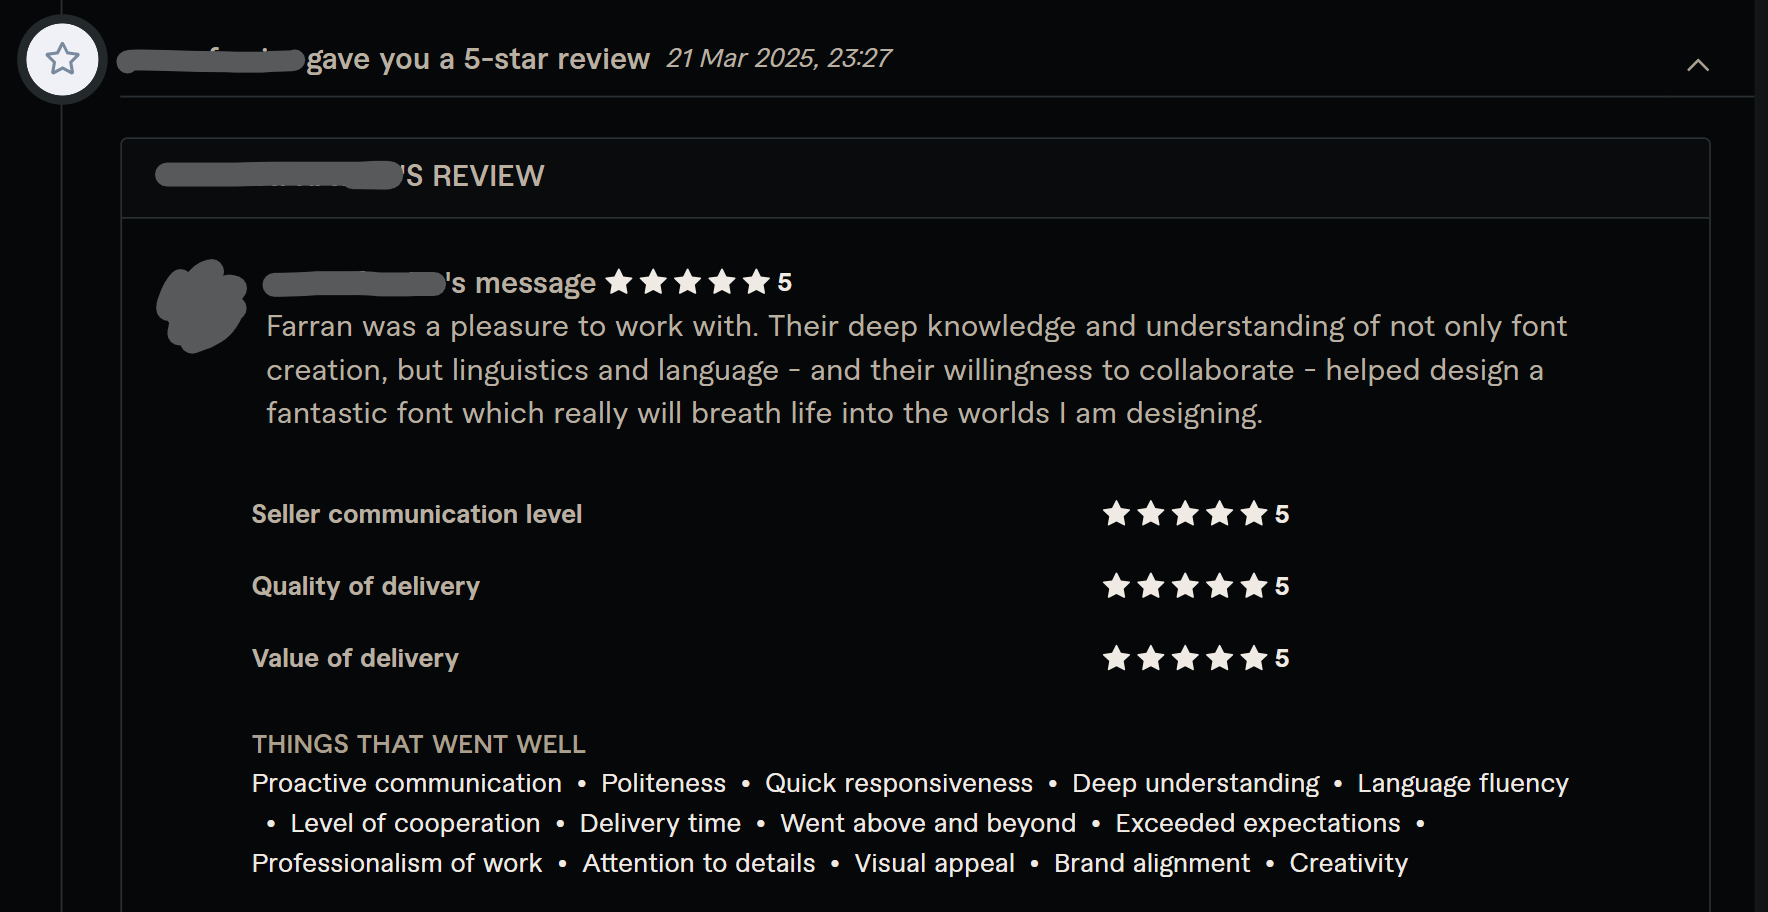 gave you a 5-star review 21 Mar 2025, 23:27
'S REVIEW
's message 5
Farran was a pleasure to work with. Their deep knowledge and understanding of not only font
creation, but linguistics and language - and their willingness to collaborate - helped design a
fantastic font which really will breath life into the worlds I am designing.
Seller communication level 5
Quality of delivery 5
Value of delivery 5
THINGS THAT WENT WELL
Proactive communication • Politeness • Quick responsiveness • Deep understanding • Language fluency
• Level of cooperation • Delivery time • Went above and beyond • Exceeded expectations •
Professionalism of work • Attention to details • Visual appeal • Brand alignment • Creativity